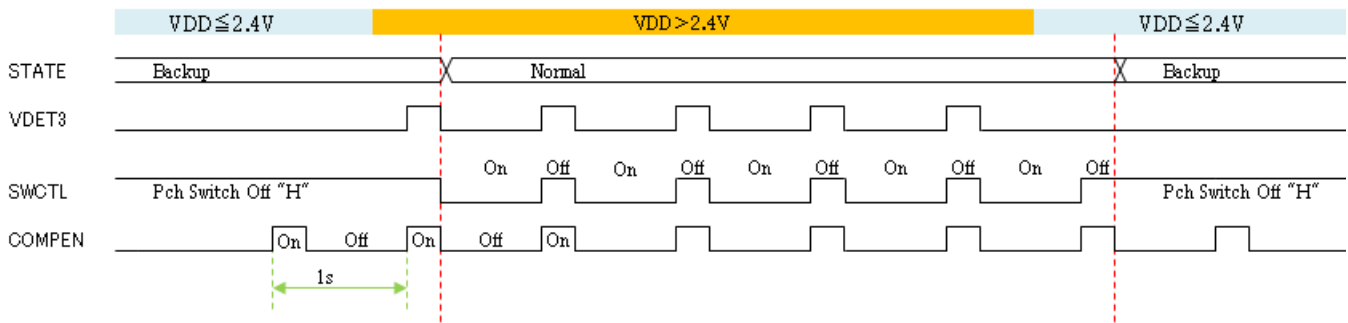 VDD≦2.4V VDD>2.4V VDD≦2.4V
STATE Backup Normal Backup
VDET3
On Off On Off On Off On Off On Off
SWCTL Pch Switch Off "H" Pch Switch Off "H"
COMPEN On Off On Off On
1s